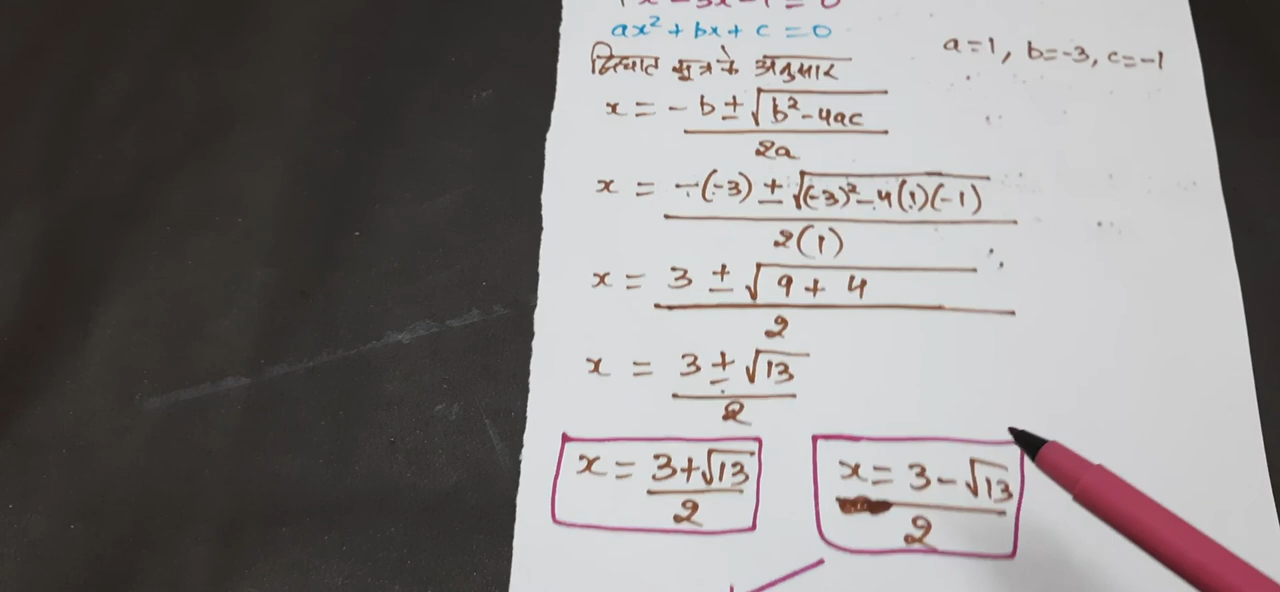 ax² + bx + c = 0
a=1, b=-3, c=-1
द्विघात सूत्र के अनुसार
x = -b ± √b²-4ac / 2a
x = -(-3) ± √(-3)²-4(1)(-1) / 2(1)
x = 3 ± √9 + 4 / 2
x = 3 ± √13 / 2
x = 3+√13 / 2
x = 3-√13 / 2